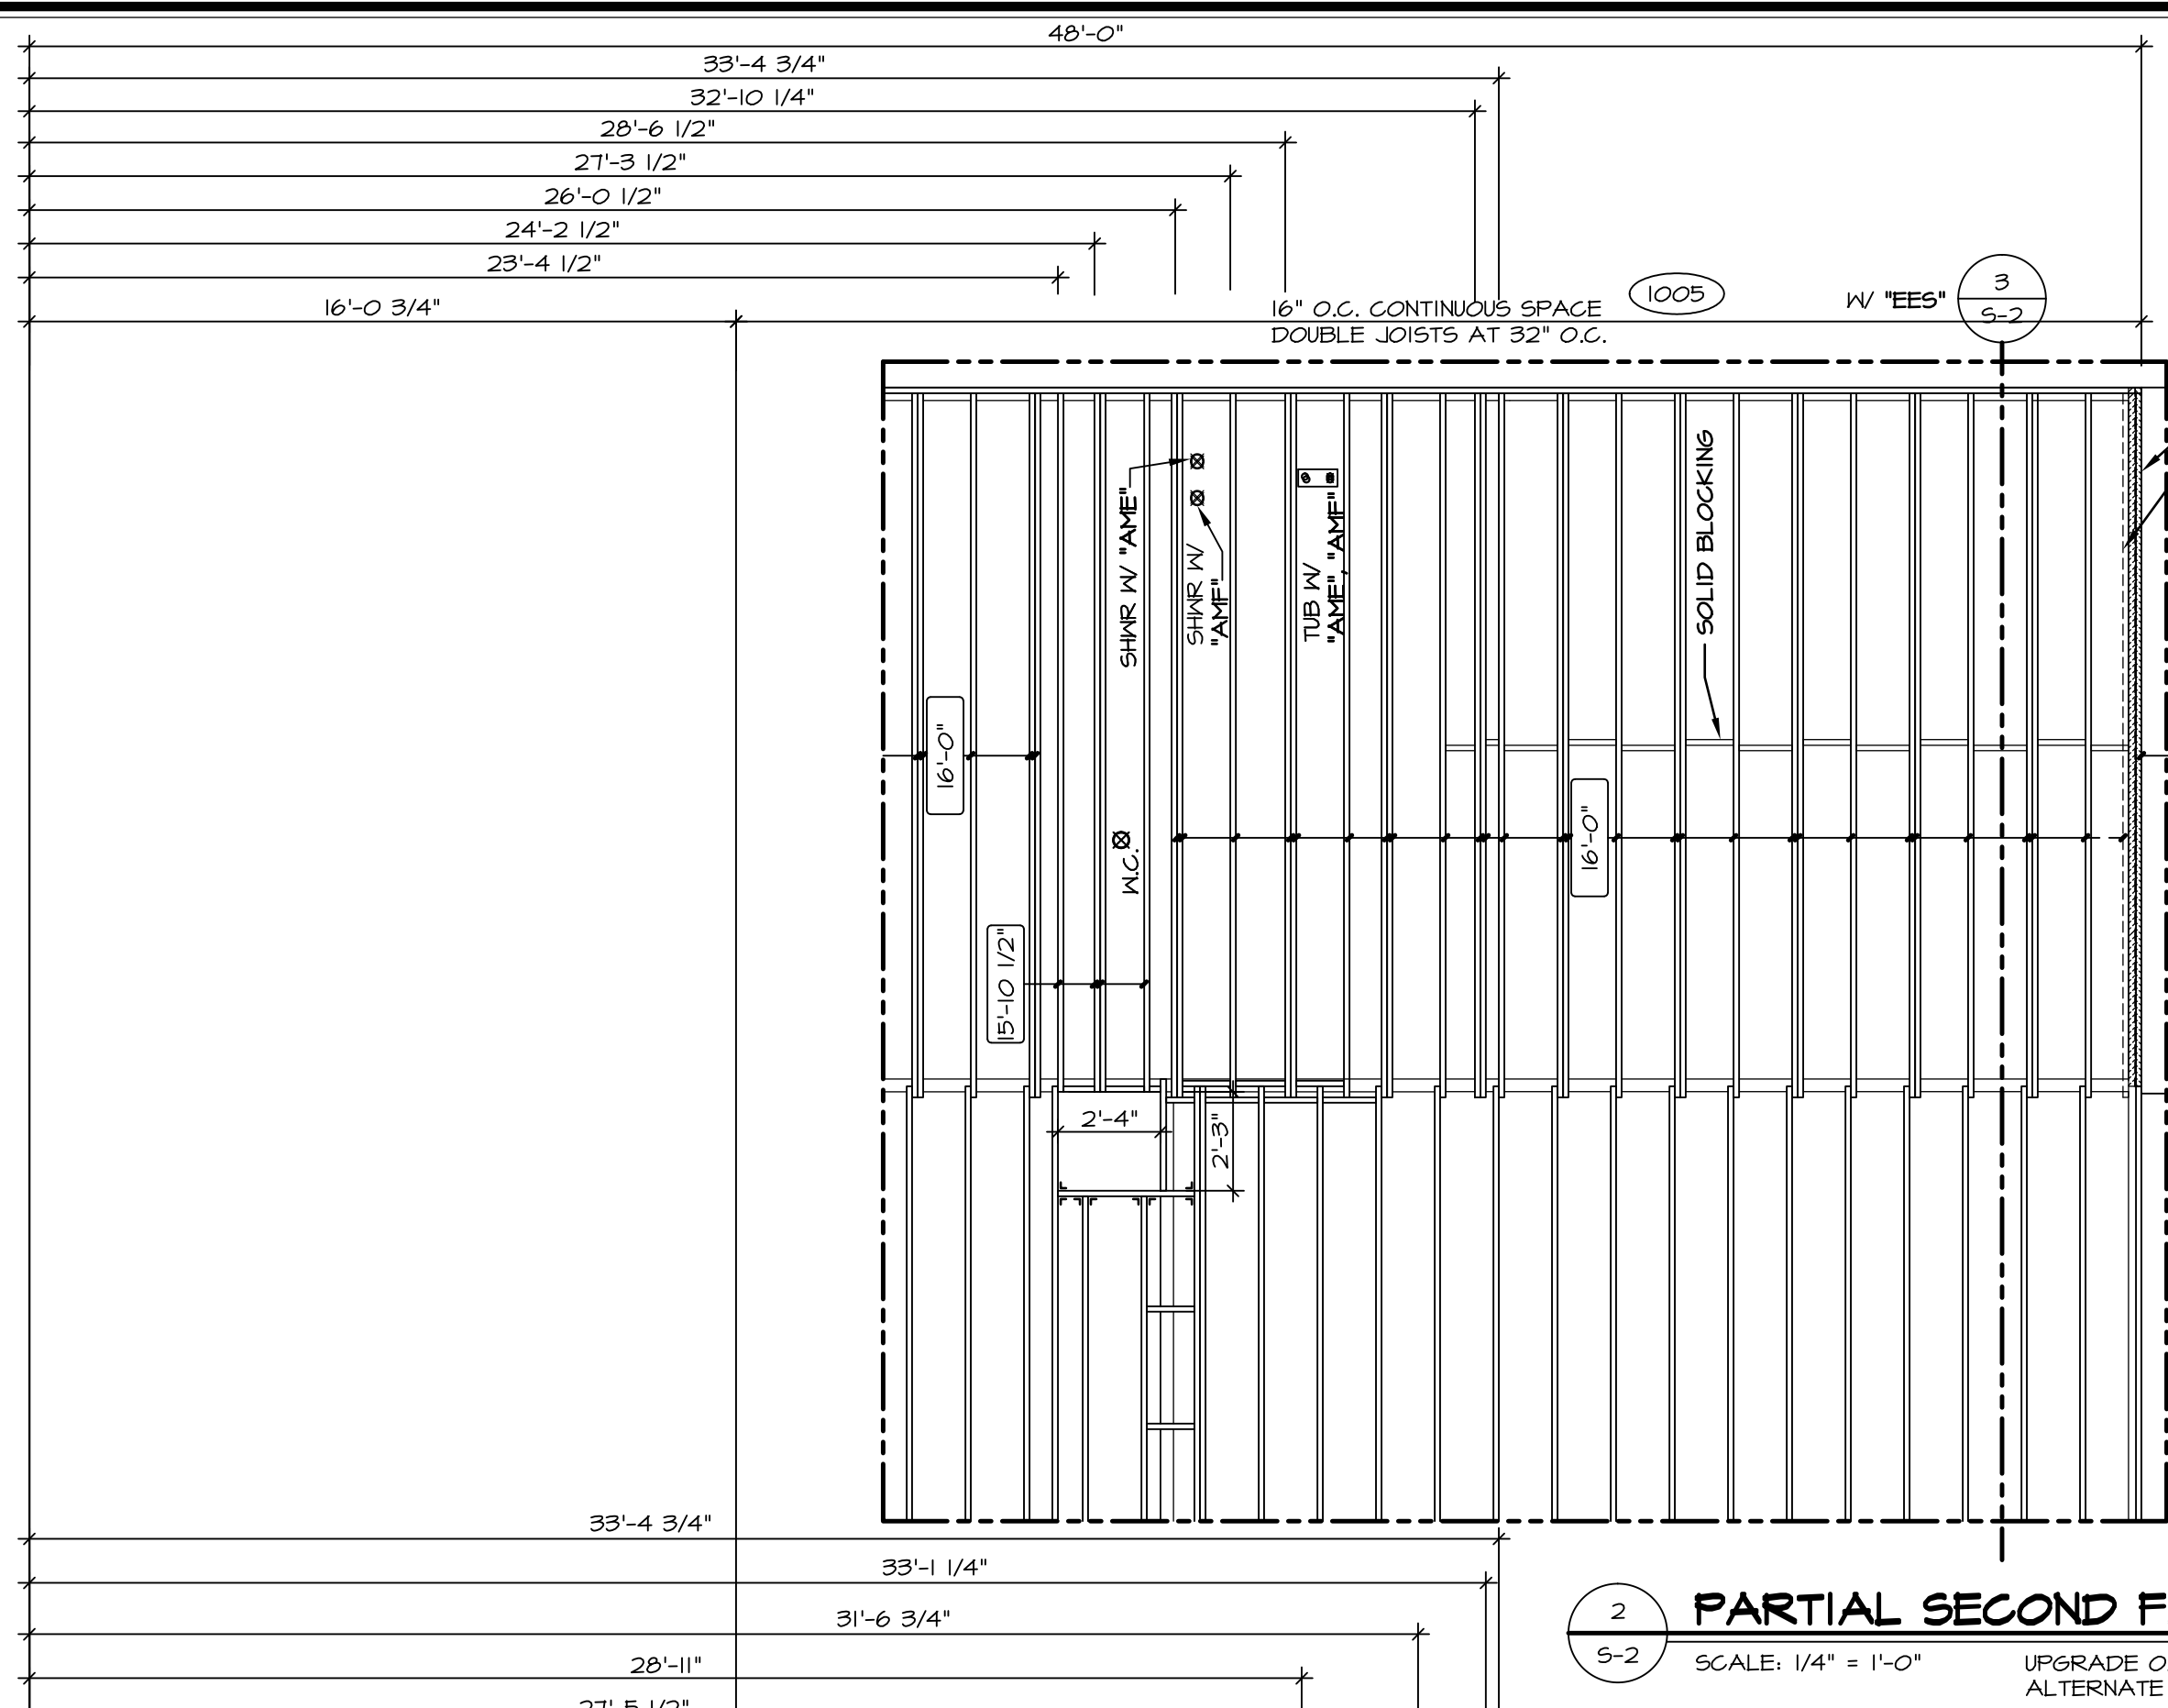 48'-0"
33'-4 3/4"
32'-10 1/4"
28'-6 1/2"
27'-3 1/2"
26'-0 1/2"
24'-2 1/2"
23'-4 1/2"
16'-0 3/4"
16" O.C. CONTINUOUS SPACE
DOUBLE JOISTS AT 32" O.C.
1005
W/ "EES"
3
S-2
SHWR W/ "AME"
SHWR W/
"AMF"
TUB W/
"AME", "AMF"
SOLID BLOCKING
16'-0"
16'-0"
W.C.
15'-10 1/2"
2'-4"
2'-3"
33'-4 3/4"
33'-1 1/4"
31'-6 3/4"
28'-11"
27'-5 1/2"
2
S-2
PARTIAL SECOND F
SCALE: 1/4" = 1'-0"
UPGRADE O.
ALTERNATE